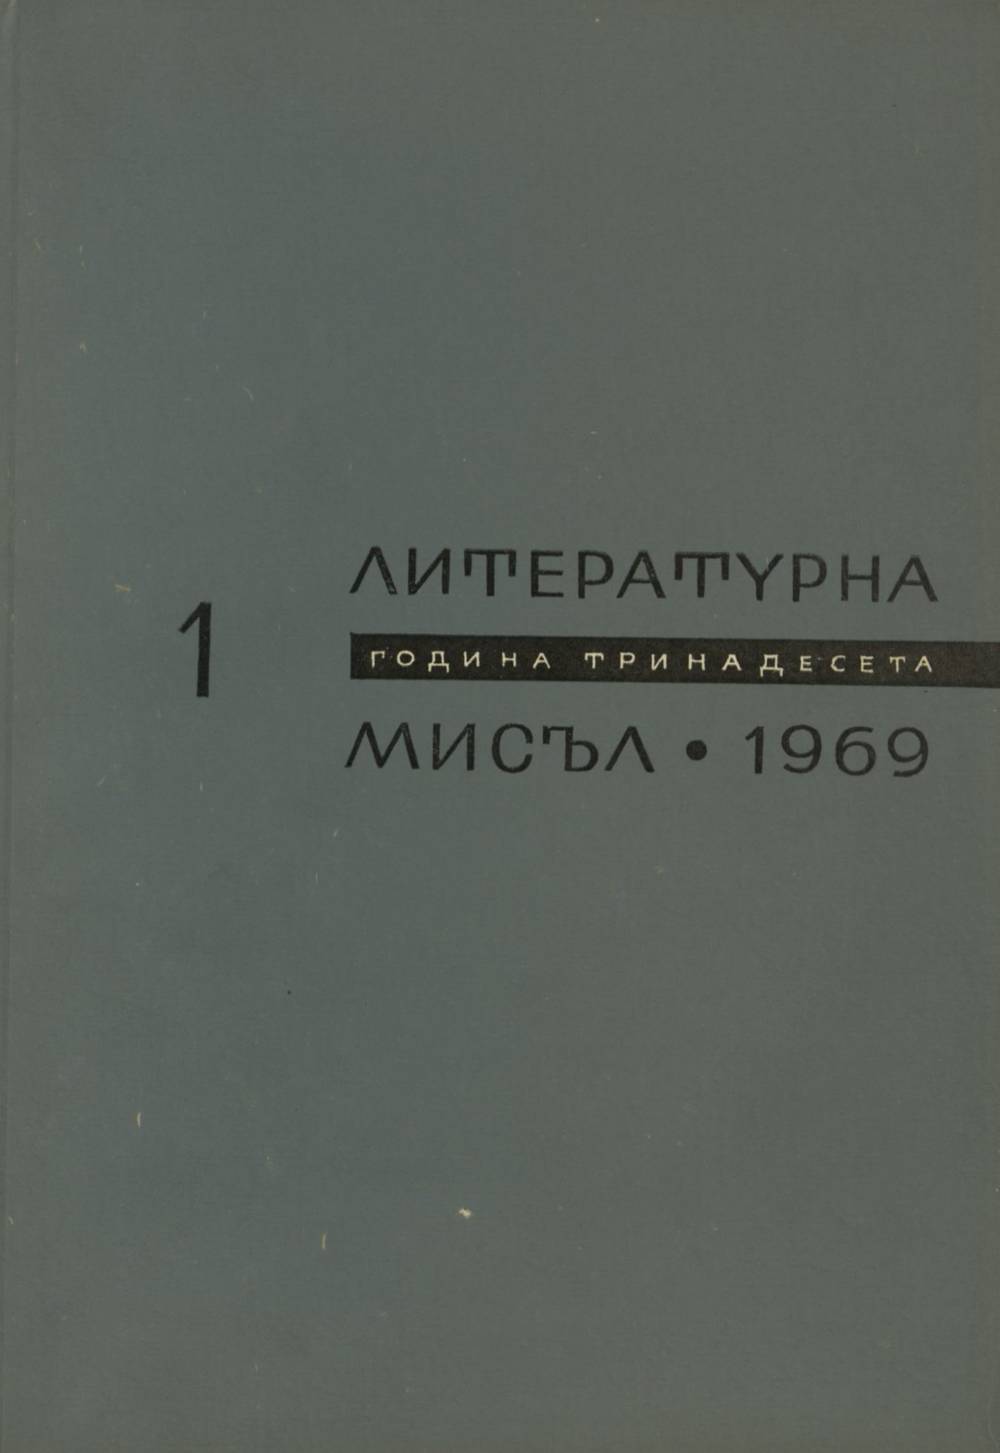 1
ЛИТЕРАТУРНА
ГОДИНА ТРИНАДЕСЕТА
МИСЪЛ • 1969